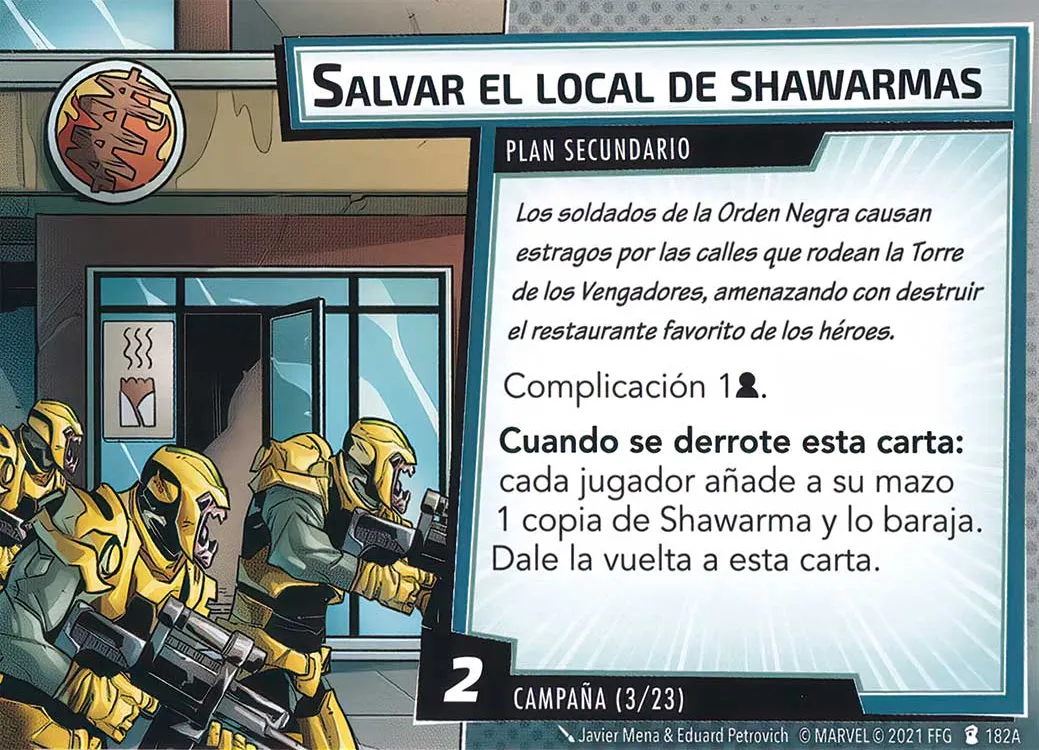 SALVAR EL LOCAL DE SHAWARMAS
PLAN SECUNDARIO
Los soldados de la Orden Negra causan
estragos por las calles que rodean la Torre
de los Vengadores, amenazando con destruir
el restaurante favorito de los héroes.
Complicación 1.
Cuando se derrote esta carta:
cada jugador añade a su mazo
1 copia de Shawarma y lo baraja.
Dale la vuelta a esta carta.
2
CAMPAÑA (3/23)
Javier Mena & Eduard Petrovich © MARVEL © 2021 FFG 182A